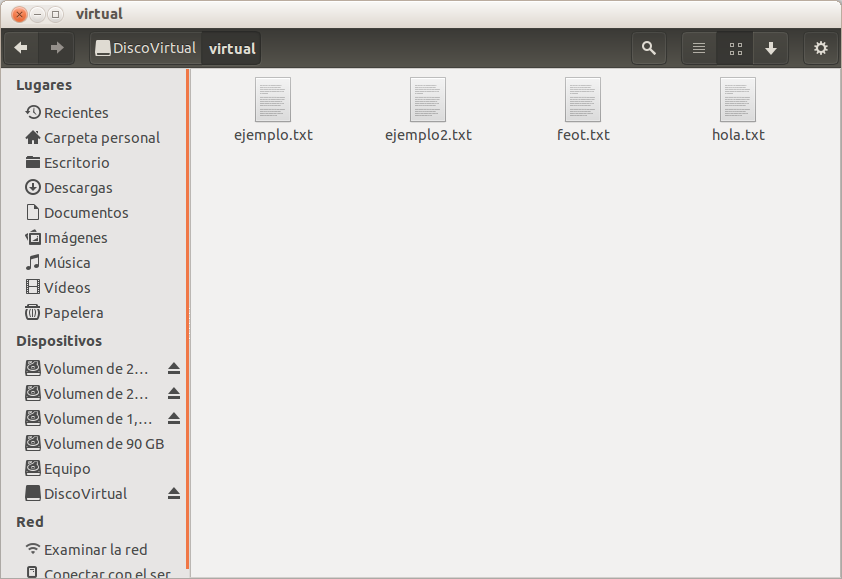 virtual
DiscoVirtual virtual
Lugares
Recientes
Carpeta personal
Escritorio
Descargas
Documentos
Imágenes
Música
Vídeos
Papelera
Dispositivos
Volumen de 2...
Volumen de 2...
Volumen de 1,...
Volumen de 90 GB
Equipo
DiscoVirtual
Red
Examinar la red
Conectar con el ser
ejemplo.txt
ejemplo2.txt
feot.txt
hola.txt